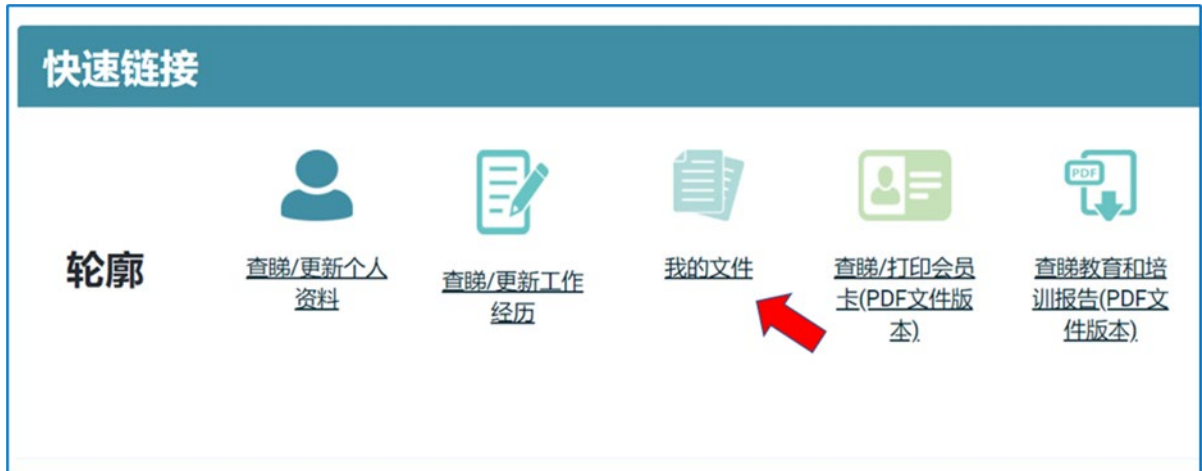 快速链接
轮廓
查睇/更新个人
资料
查睇/更新工作
经历
我的文件
查睇/打印会员
卡(PDF文件版
本)
PDF
查睇教育和培
训报告(PDF文
件版本)